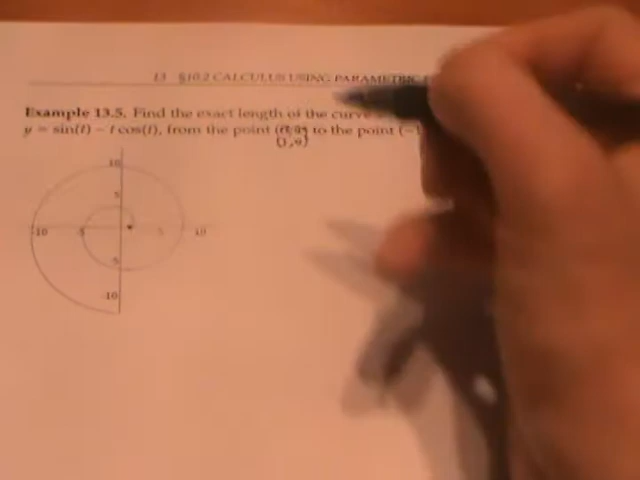 13 §10.2 CALCULUS USING PARAMETRIC
Example 13.5. Find the exact length of the curve
y = sin(t) − t cos(t), from the point to the point (−1
(1,0)
10
5
-10 -5 5 10
-5
-10